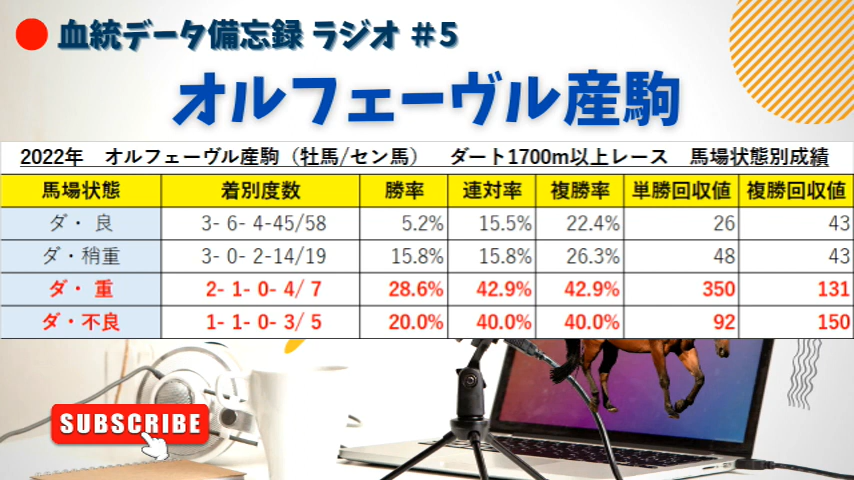 血統データ備忘録 ラジオ #5
オルフェーヴル産駒
2022年 オルフェーヴル産駒(牡馬/セン馬) ダート1700m以上レース 馬場状態別成績
馬場状態 着別度数 勝率 連対率 複勝率 単勝回収値 複勝回収値
ダ・ 良 3- 6- 4-45/58 5.2% 15.5% 22.4% 26 43
ダ・稍重 3- 0- 2-14/19 15.8% 15.8% 26.3% 48 43
ダ・ 重 2- 1- 0- 4/ 7 28.6% 42.9% 42.9% 350 131
ダ・不良 1- 1- 0- 3/ 5 20.0% 40.0% 40.0% 92 150
SUBSCRIBE